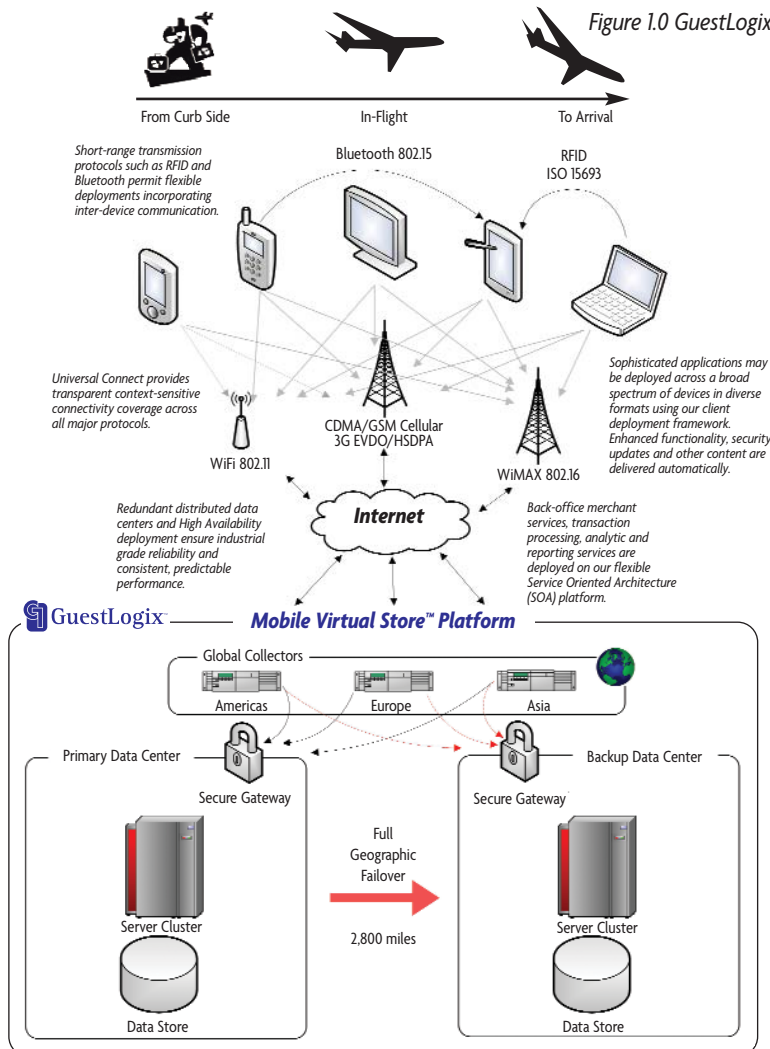 Figure 1.0 GuestLogix
From Curb Side
In-Flight
To Arrival
Short-range transmission
protocols such as RFID and
Bluetooth permit flexible
deployments incorporating
inter-device communication.
Bluetooth 802.15
RFID
ISO 15693
Universal Connect provides
transparent context-sensitive
connectivity coverage across
all major protocols.
WiFi 802.11
CDMA/GSM Cellular
3G EVDO/HSDPA
WiMAX 802.16
Sophisticated applications may
be deployed across a broad
spectrum of devices in diverse
formats using our client
deployment framework.
Enhanced functionality, security
updates and other content are
delivered automatically.
Redundant distributed data
centers and High Availability
deployment ensure industrial
grade reliability and
consistent, predictable
performance.
Internet
Back-office merchant
services, transaction
processing, analytic and
reporting services are
deployed on our flexible
Service Oriented Architecture
(SOA) platform.
GuestLogix™
Mobile Virtual Store™ Platform
Global Collectors
Americas
Europe
Asia
Primary Data Center
Secure Gateway
Backup Data Center
Secure Gateway
Server Cluster
Data Store
Full
Geographic
Failover
2,800 miles
Server Cluster
Data Store